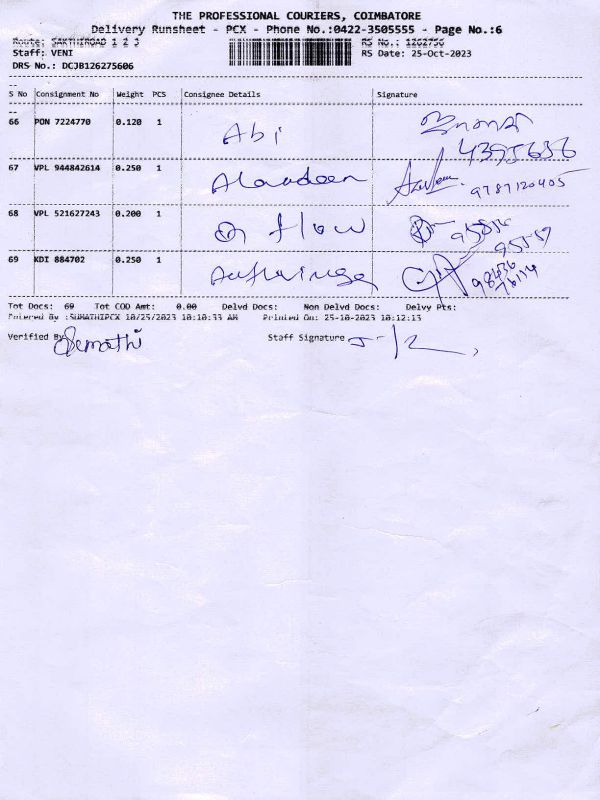 THE PROFESSIONAL COURIERS, COIMBATORE
Delivery Runsheet - PCX - Phone No.:0422-3505555 - Page No.:6
Route: SAKTHIROAD 1 2 3 RS No.: 1262756
Staff: VENI RS Date: 25-Oct-2023
DRS No.: DCJB126275606
S No Consignment No Weight PCS Consignee Details Signature
66 PON 7224770 0.120 1 Abi
67 VPL 944842614 0.250 1 Alaudeen 9787120405
68 VPL 521627243 0.200 1 flow
69 KDI 884702 0.250 1
Tot Docs: 69 Tot COD Amt: 0.00 Delvd Docs: Non Delvd Docs: Delvy Pts:
Entered By :SUMATHIPCX 10/25/2023 10:10:33 AM Printed On: 25-10-2023 10:12:13
Verified By Staff Signature